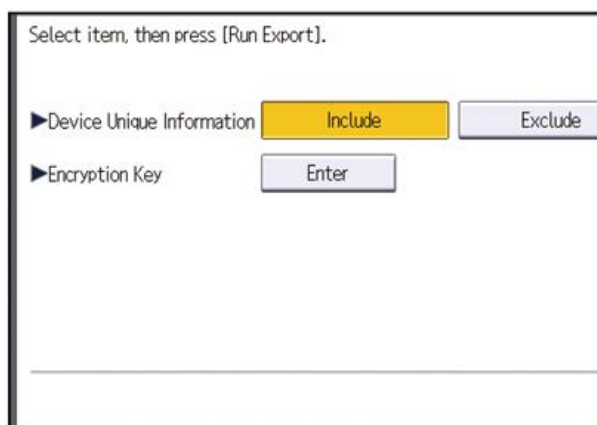 Select item, then press [Run Export].
►Device Unique Information Include Exclude
►Encryption Key Enter